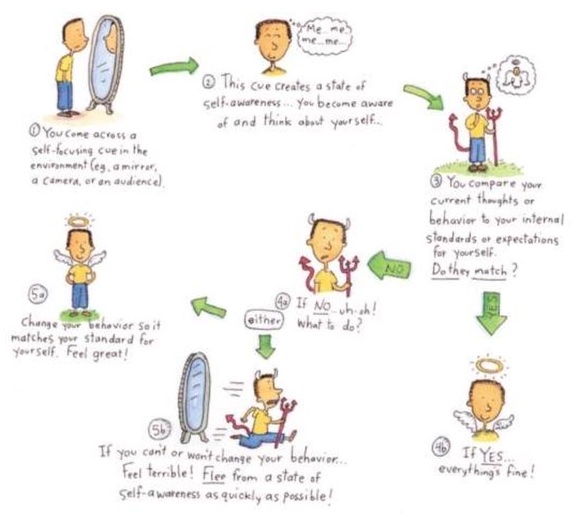 ① You come across a
self-focusing cue in the
environment (eg, a mirror,
a camera, or an audience).
Me.. me..
me... me...
② This cue creates a state of
self-awareness... you become aware
of and think about yourself...
③ You compare your
current thoughts or
behavior to your internal
standards or expectations
for yourself.
Do they match?
NO
4a If NO...uh-oh!
What to do?
either
5a
Change your behavior so it
matches your standard for
yourself. Feel great!
5b
If you can't or won't change your behavior...
Feel terrible! Flee from a state of
self-awareness as quickly as possible!
YES
4b If YES...
everything's fine!